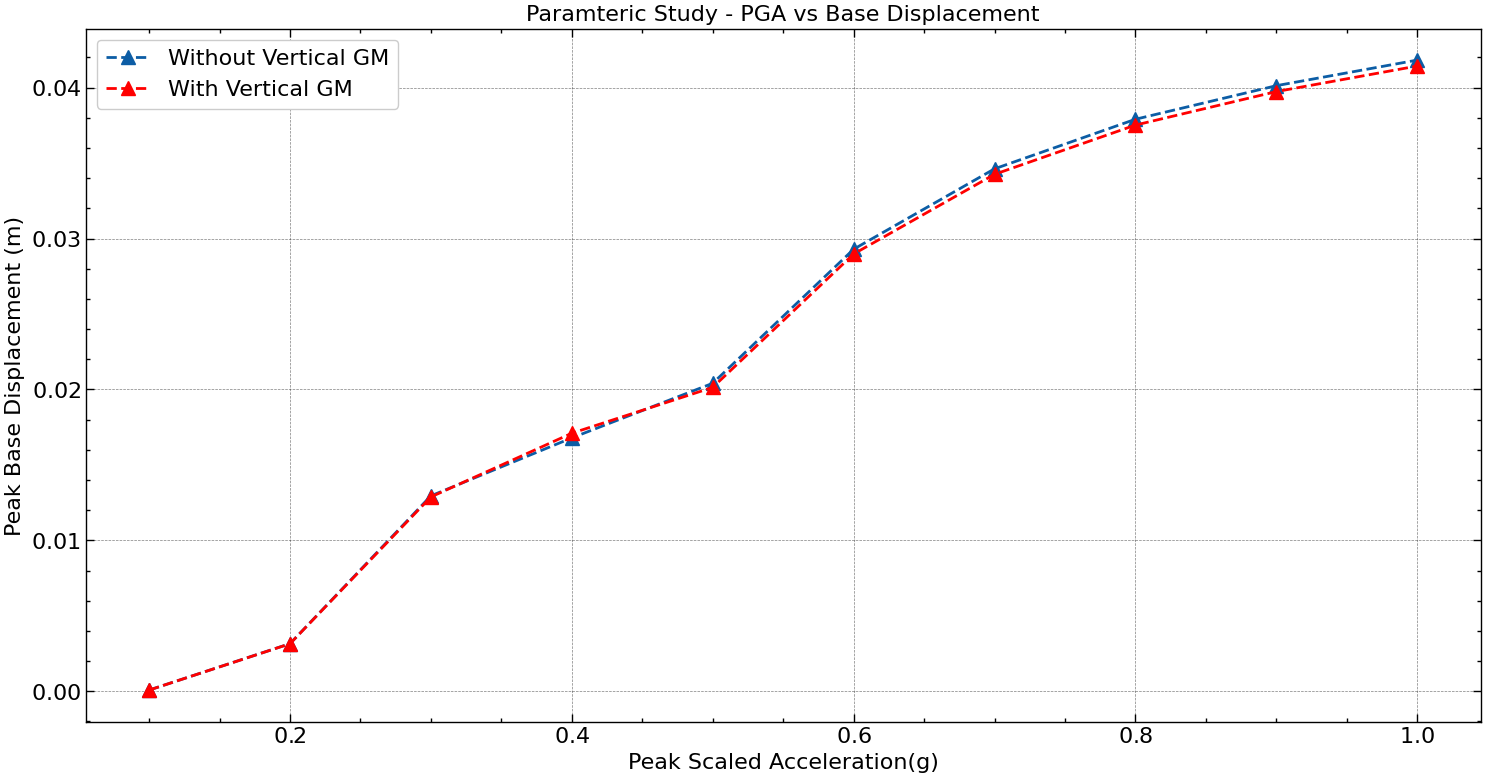 Paramteric Study - PGA vs Base Displacement
Without Vertical GM
With Vertical GM
Peak Base Displacement (m)
0.04
0.03
0.02
0.01
0.00
0.2
0.4
0.6
0.8
1.0
Peak Scaled Acceleration(g)